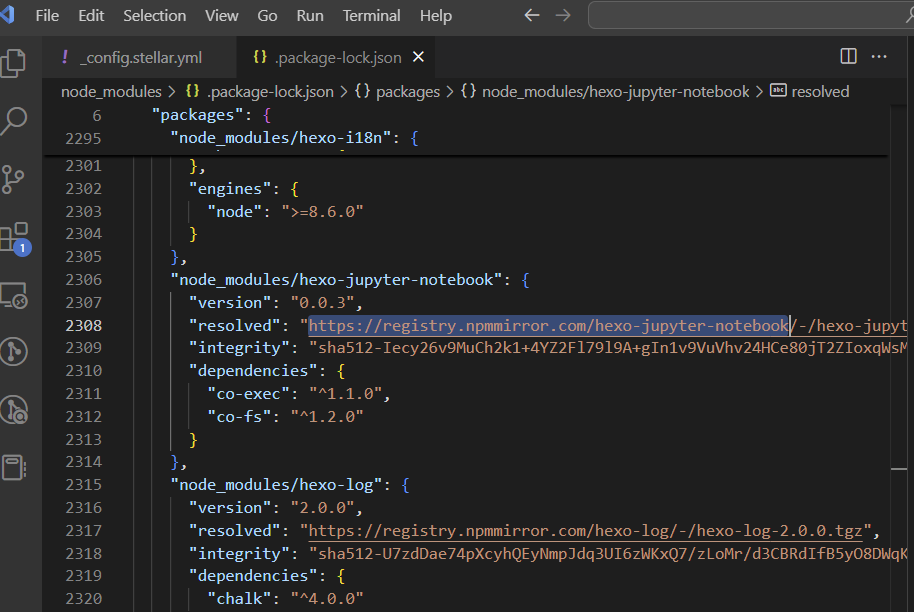 File Edit Selection View Go Run Terminal Help
! _config.stellar.yml {} .package-lock.json
node_modules > {} .package-lock.json > {} packages > {} node_modules/hexo-jupyter-notebook > abc resolved
6 "packages": {
2295 "node_modules/hexo-i18n": {
2301 },
2302 "engines": {
2303 "node": ">=8.6.0"
2304 }
2305 },
2306 "node_modules/hexo-jupyter-notebook": {
2307 "version": "0.0.3",
2308 "resolved": "https://registry.npmmirror.com/hexo-jupyter-notebook/-/hexo-jupyt
2309 "integrity": "sha512-Iecy26v9MuCh2k1+4YZ2Fl79l9A+gIn1v9VuVhv24HCe80jT2ZIoxqWsM
2310 "dependencies": {
2311 "co-exec": "^1.1.0",
2312 "co-fs": "^1.2.0"
2313 }
2314 },
2315 "node_modules/hexo-log": {
2316 "version": "2.0.0",
2317 "resolved": "https://registry.npmmirror.com/hexo-log/-/hexo-log-2.0.0.tgz",
2318 "integrity": "sha512-U7zdDae74pXcyhQEyNmpJdq3UI6zWKxQ7/zLoMr/d3CBRdIfB5yO8DWqK
2319 "dependencies": {
2320 "chalk": "^4.0.0"
1